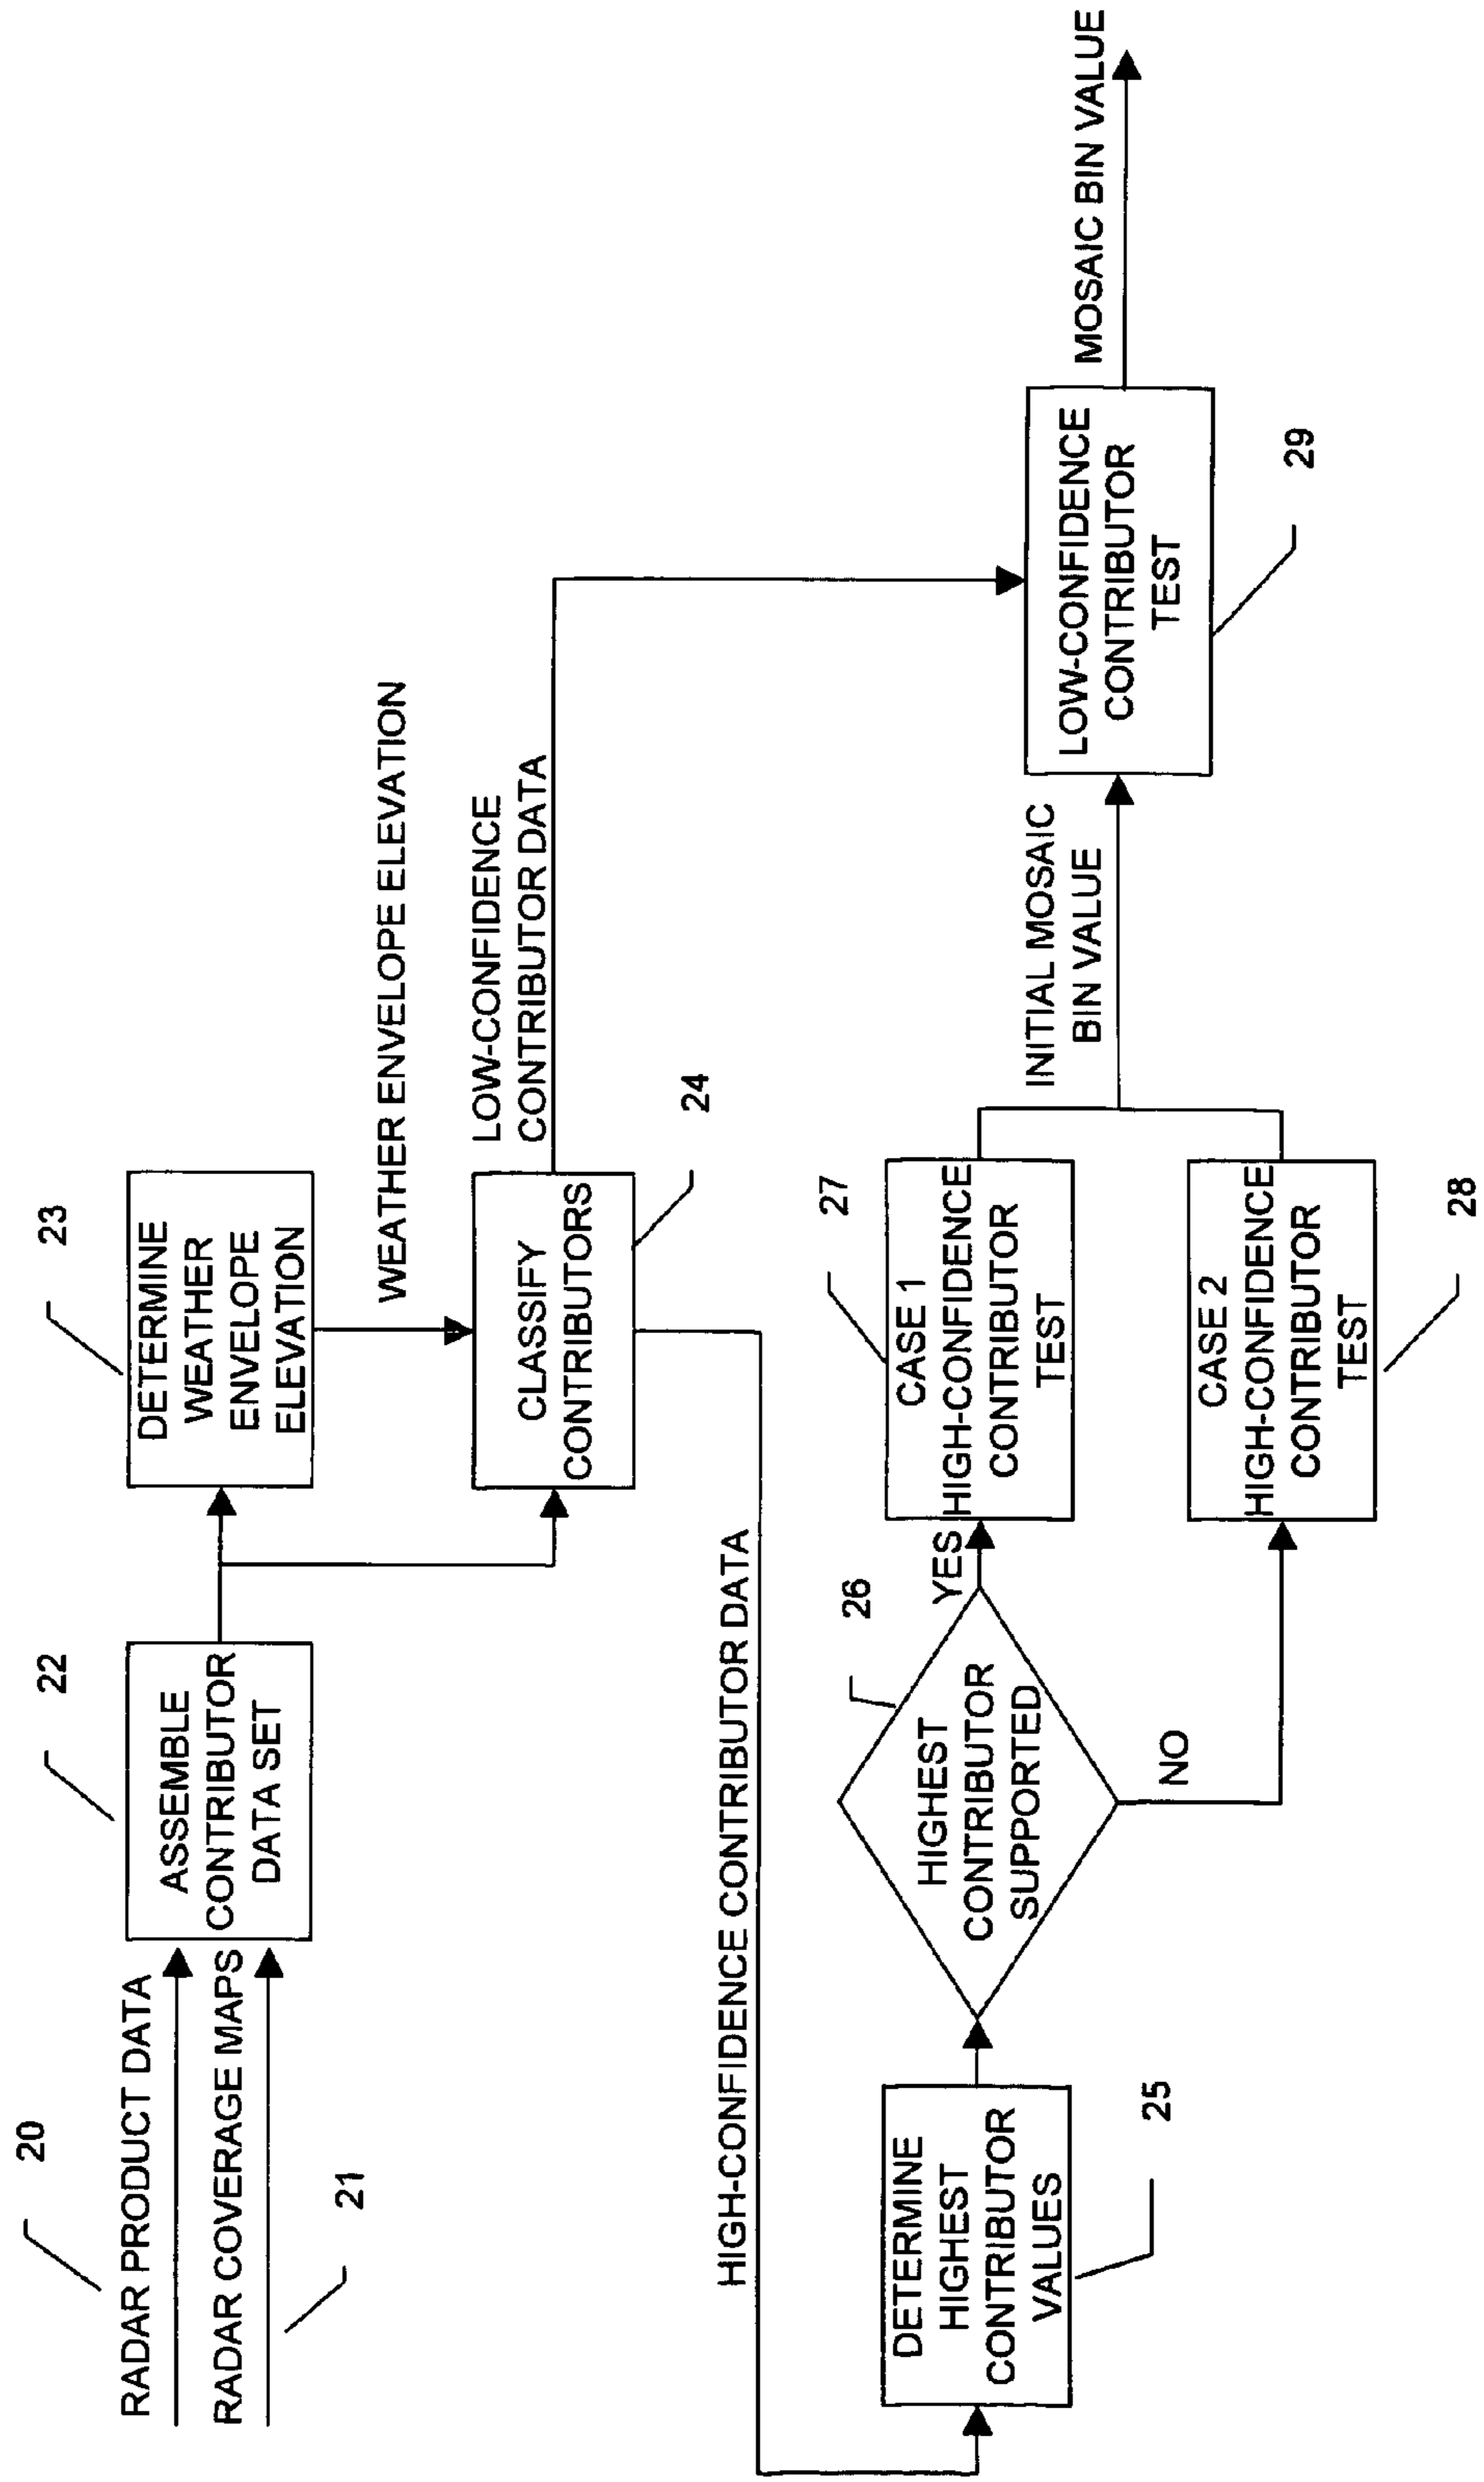 20
RADAR PRODUCT DATA
RADAR COVERAGE MAPS
21
22
ASSEMBLE
CONTRIBUTOR
DATA SET
23
DETERMINE
WEATHER
ENVELOPE
ELEVATION
WEATHER ENVELOPE ELEVATION
CLASSIFY
CONTRIBUTORS
24
LOW-CONFIDENCE
CONTRIBUTOR DATA
HIGH-CONFIDENCE CONTRIBUTOR DATA
DETERMINE
HIGHEST
CONTRIBUTOR
VALUES
25
26
HIGHEST
CONTRIBUTOR
SUPPORTED
YES
NO
27
CASE 1
HIGH-CONFIDENCE
CONTRIBUTOR
TEST
CASE 2
HIGH-CONFIDENCE
CONTRIBUTOR
TEST
28
INITIAL MOSAIC
BIN VALUE
LOW-CONFIDENCE
CONTRIBUTOR
TEST
29
MOSAIC BIN VALUE